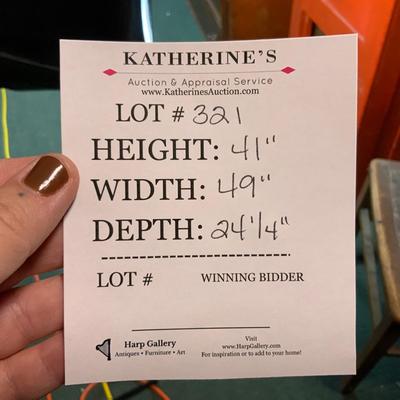 KATHERINE'S
Auction & Appraisal Service
www.KatherinesAuction.com
LOT # 321
HEIGHT: 41"
WIDTH: 49"
DEPTH: 24 1/4"
LOT #
WINNING BIDDER
Harp Gallery
Antiques • Furniture • Art
Visit
www.HarpGallery.com
For inspiration or to add to your home!